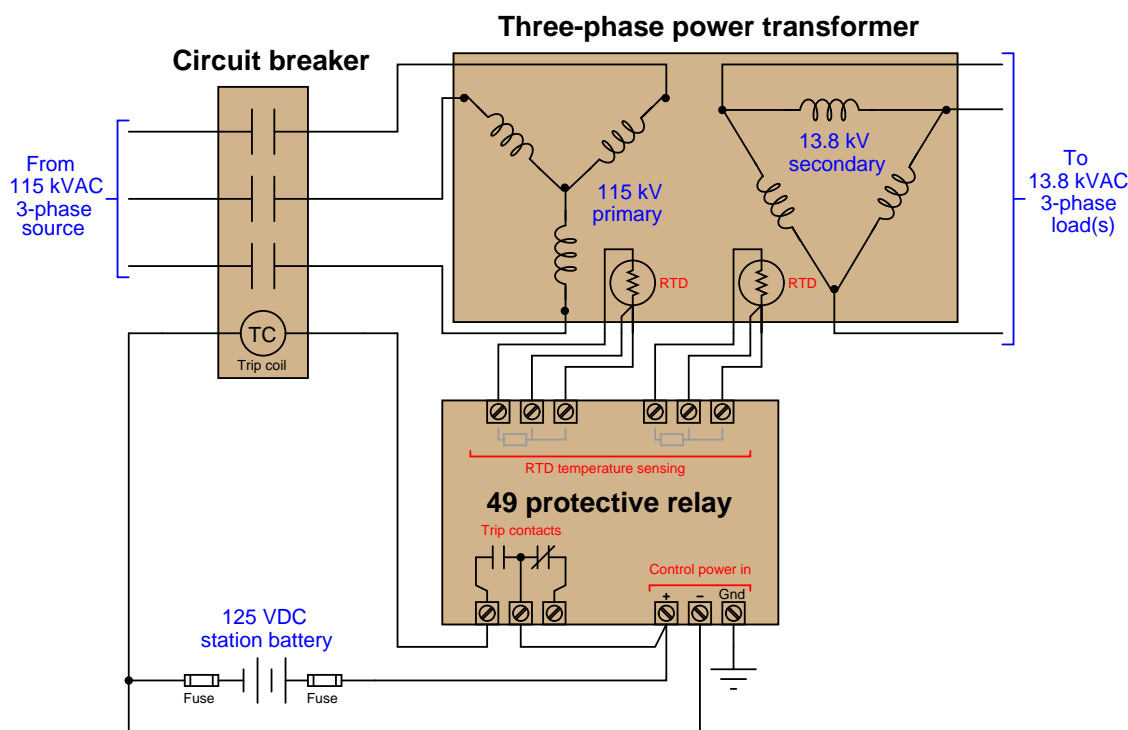 Three-phase power transformer
Circuit breaker
From
115 kVAC
3-phase
source
115 kV
primary
13.8 kV
secondary
To
13.8 kVAC
3-phase
load(s)
RTD
RTD
TC
Trip coil
RTD temperature sensing
49 protective relay
Trip contacts
Control power in
+
−
Gnd
125 VDC
station battery
Fuse
Fuse